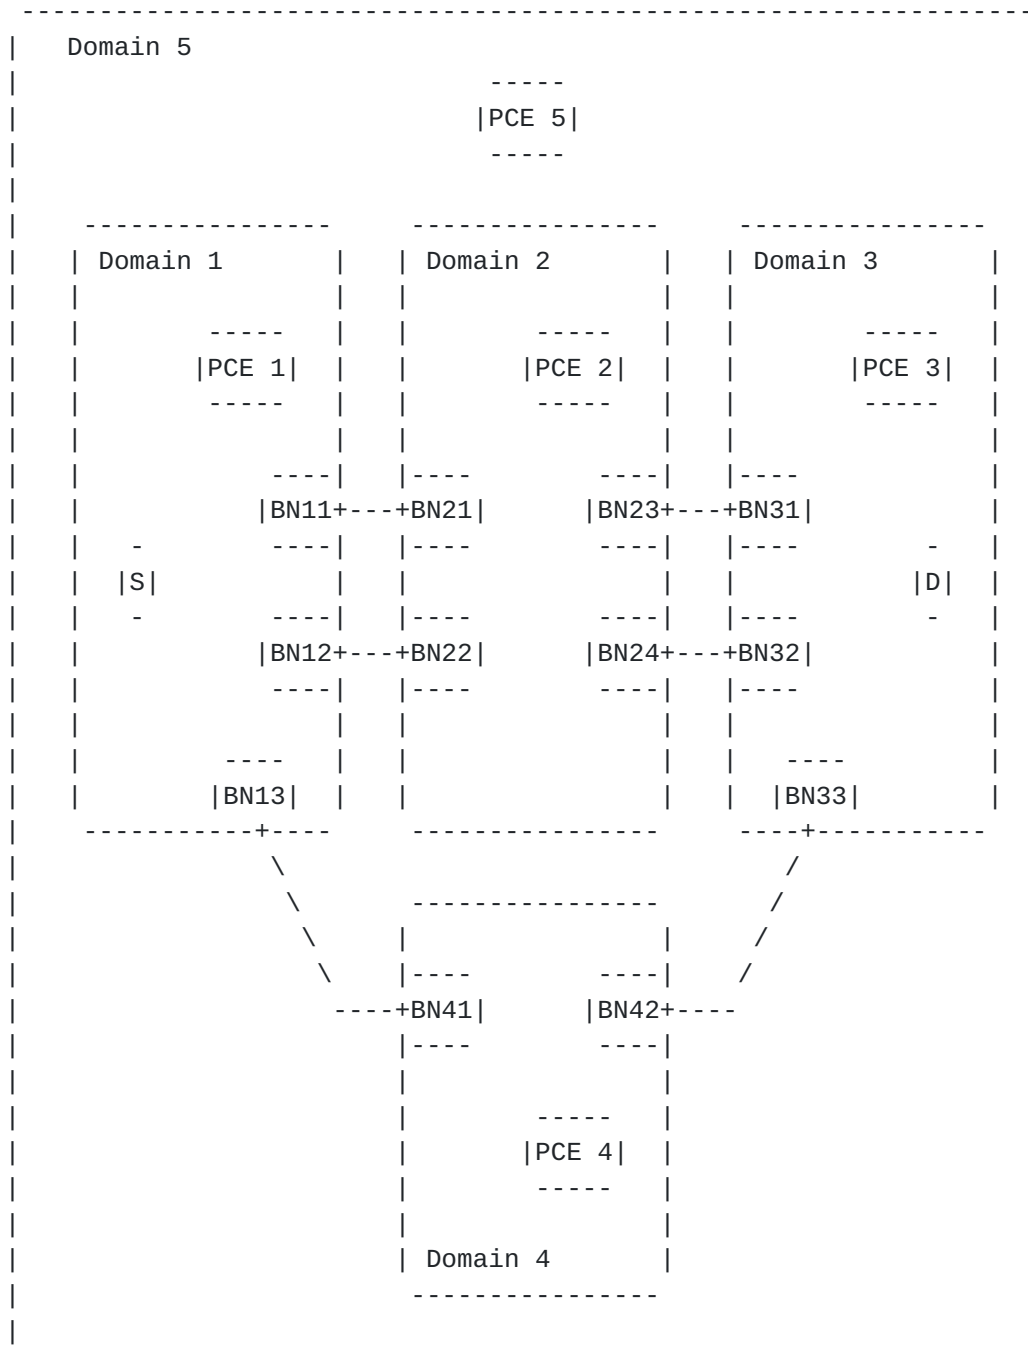 Domain 5
PCE 5
Domain 1 Domain 2 Domain 3
PCE 1 PCE 2 PCE 3
BN11 BN21 BN23 BN31
S D
BN12 BN22 BN24 BN32
BN13 BN33
BN41 BN42
PCE 4
Domain 4